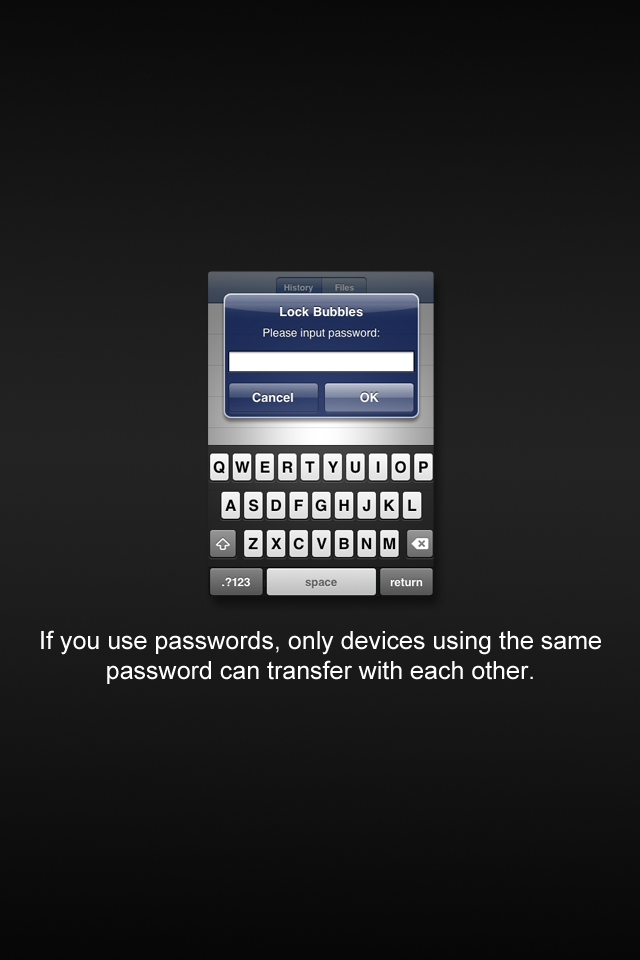 History Files
Lock Bubbles
Please input password:
Cancel OK
Q W E R T Y U I O P
A S D F G H J K L
Z X C V B N M
.?123 space return
If you use passwords, only devices using the same
password can transfer with each other.